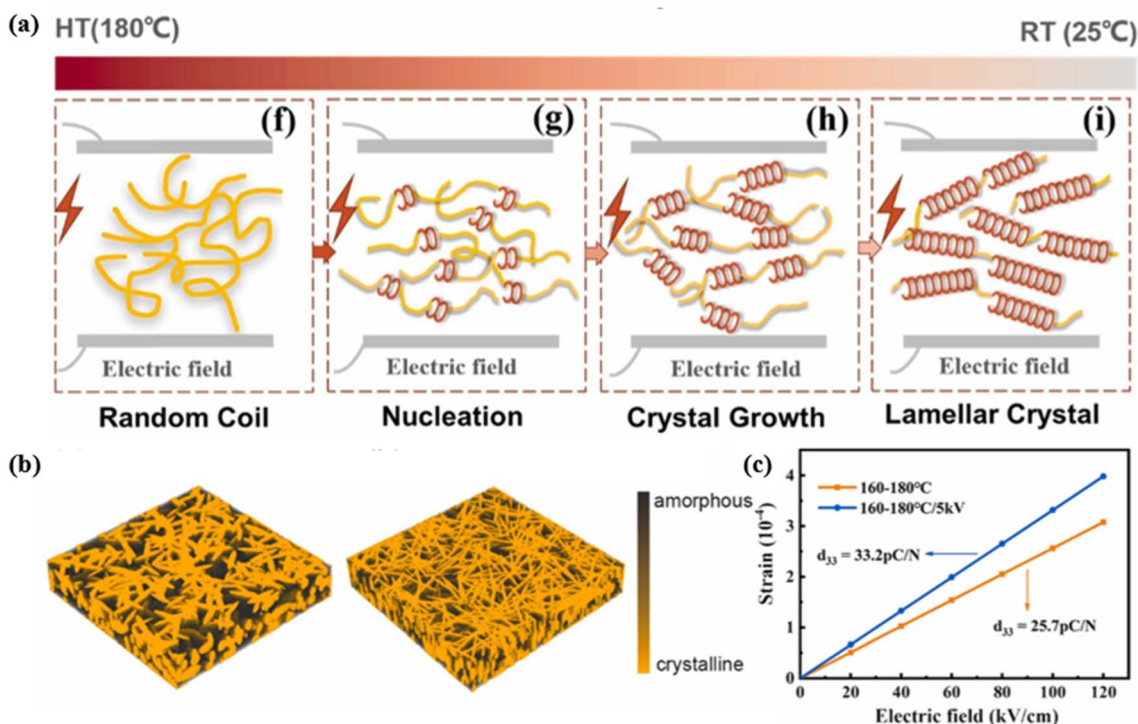 (a)
HT(180℃)
RT (25℃)
(f)
(g)
(h)
(i)
Electric field
Electric field
Electric field
Electric field
Random Coil
Nucleation
Crystal Growth
Lamellar Crystal
(b)
amorphous
crystalline
(c)
4
3
2
1
0
Strain (10⁻⁴)
160-180℃
160-180℃/5kV
d₃₃ = 33.2pC/N
d₃₃ = 25.7pC/N
0 20 40 60 80 100 120
Electric field (kV/cm)